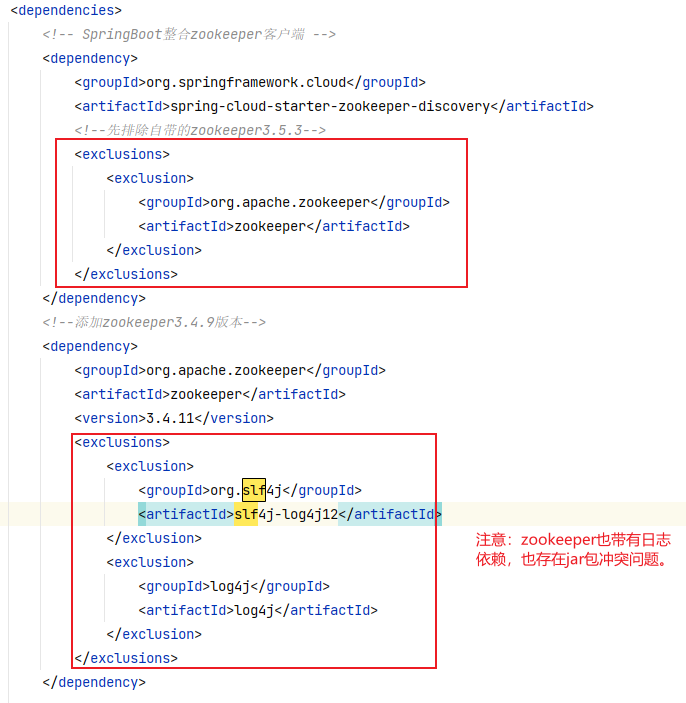 <dependencies>
<!-- SpringBoot整合zookeeper客户端 -->
<dependency>
<groupId>org.springframework.cloud</groupId>
<artifactId>spring-cloud-starter-zookeeper-discovery</artifactId>
<!--先排除自带的zookeeper3.5.3-->
<exclusions>
<exclusion>
<groupId>org.apache.zookeeper</groupId>
<artifactId>zookeeper</artifactId>
</exclusion>
</exclusions>
</dependency>
<!--添加zookeeper3.4.9版本-->
<dependency>
<groupId>org.apache.zookeeper</groupId>
<artifactId>zookeeper</artifactId>
<version>3.4.11</version>
<exclusions>
<exclusion>
<groupId>org.slf4j</groupId>
<artifactId>slf4j-log4j12</artifactId>
</exclusion>
<exclusion>
<groupId>log4j</groupId>
<artifactId>log4j</artifactId>
</exclusion>
</exclusions>
</dependency>
注意：zookeeper也带有日志
依赖，也存在jar包冲突问题。